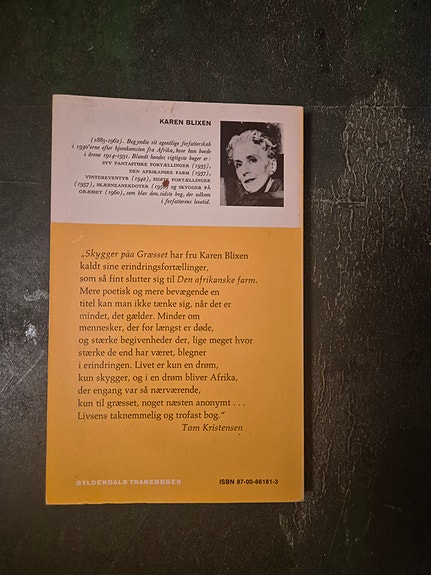 KAREN BLIXEN
(1885-1962). Begyndte sit egentlige forfatterskab
i 1930'erne efter hjemkomsten fra Afrika, hvor hun boede
i årene 1914-1931. Blandt hendes vigtigste bøger er:
SYV FANTASTISKE FORTÆLLINGER (1935),
DEN AFRIKANSKE FARM (1937),
VINTEREVENTYR (1942), SIDSTE FORTÆLLINGER
(1957), SKÆBNEANEKDOTER og SKYGGER PÅ
GRÆSSET (1960), som blev den sidste bog, der udkom
i forfatterens levetid.
„Skygger paa Græsset har fru Karen Blixen
kaldt sine erindringsfortællinger,
som så fint slutter sig til Den afrikanske farm.
Mere poetisk og mere bevægende en
titel kan man ikke tænke sig, når det er
mindet, det gælder. Minder om
mennesker, der for længst er døde,
og stærke begivenheder der, lige meget hvor
stærke de end har været, blegner
i erindringen. Livet er kun en drøm,
kun skygger, og i en drøm bliver Afrika,
der engang var så nærværende,
kun til græsset, noget næsten anonymt . . .
Livsens taknemmelig og trofast bog.“
Tom Kristensen
GYLDENDALS TRANEBØGER
ISBN 87-00-66181-3